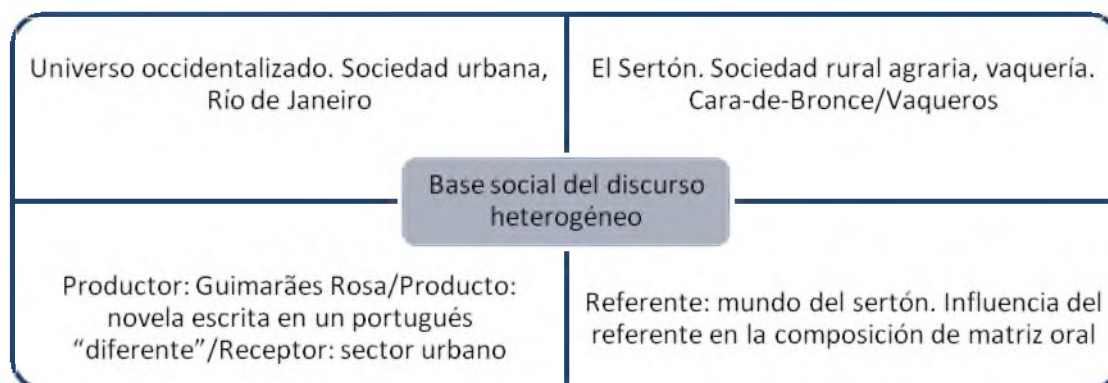 Universo occidentalizado. Sociedad urbana,
Río de Janeiro
El Sertón. Sociedad rural agraria, vaquería.
Cara-de-Bronce/Vaqueros
Base social del discurso
heterogéneo
Productor: Guimarães Rosa/Producto:
novela escrita en un portugués
“diferente”/Receptor: sector urbano
Referente: mundo del sertón. Influencia del
referente en la composición de matriz oral